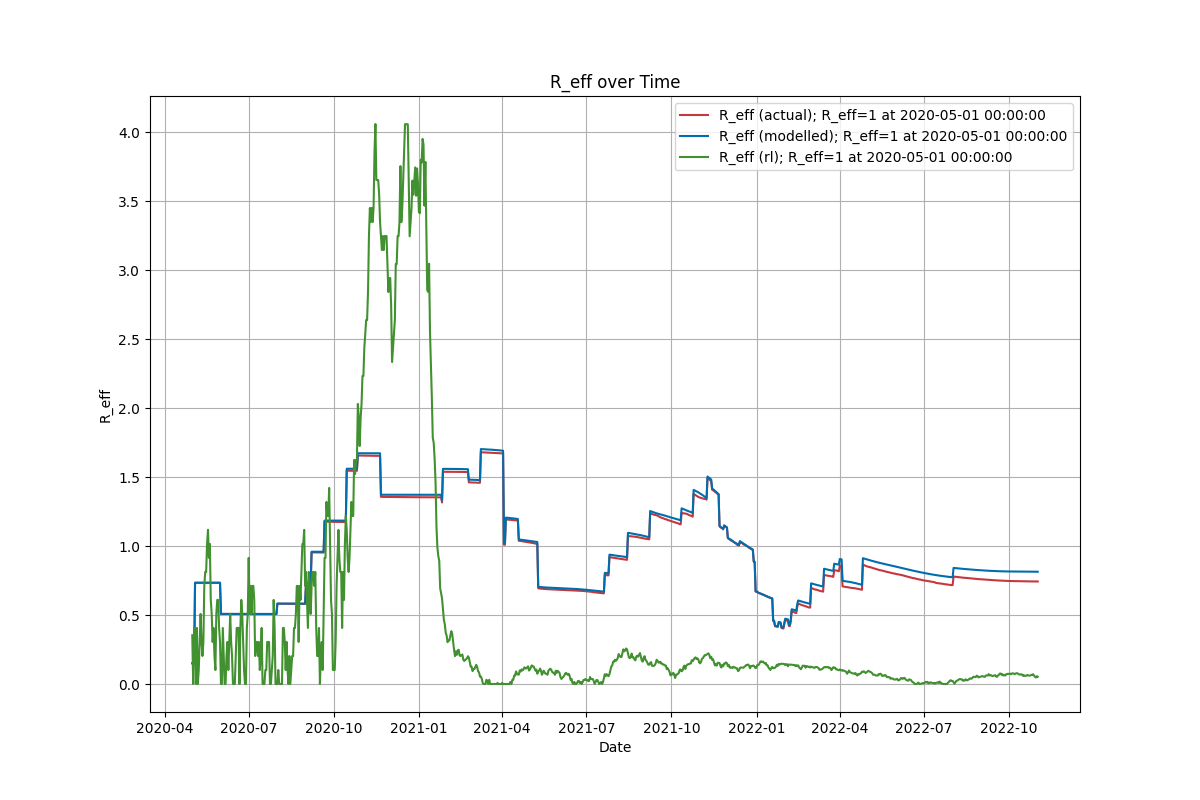 R_eff over Time
R_eff (actual); R_eff=1 at 2020-05-01 00:00:00
R_eff (modelled); R_eff=1 at 2020-05-01 00:00:00
R_eff (rl); R_eff=1 at 2020-05-01 00:00:00
4.0
3.5
3.0
2.5
2.0
1.5
1.0
0.5
0.0
R_eff
2020-04 2020-07 2020-10 2021-01 2021-04 2021-07 2021-10 2022-01 2022-04 2022-07 2022-10
Date